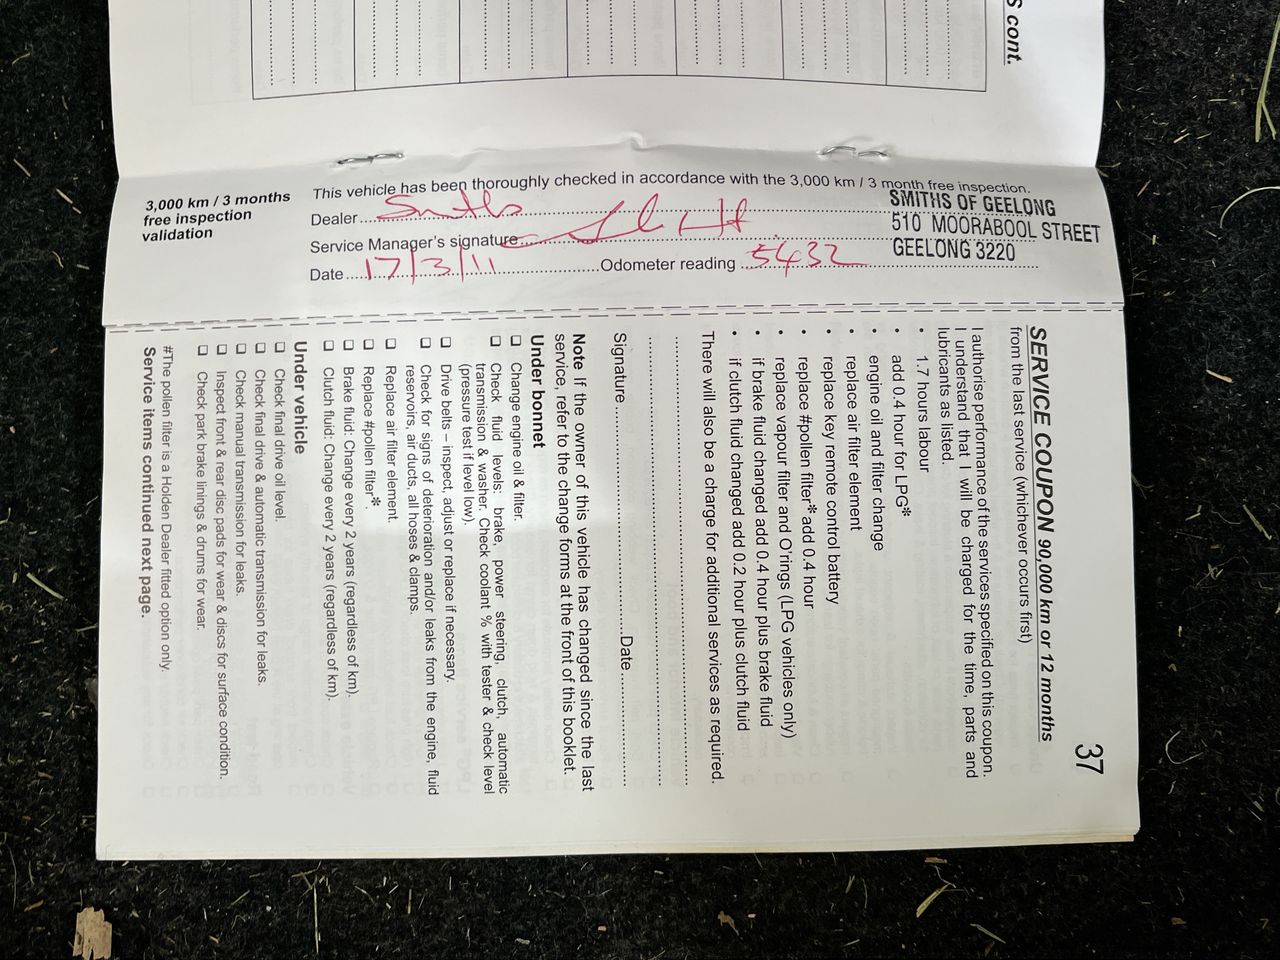 S cont.
3,000 km / 3 months
free inspection
validation
This vehicle has been thoroughly checked in accordance with the 3,000 km / 3 month free inspection.
Dealer Smiths
Service Manager's signature
Date 17/3/11 Odometer reading 5432
SMITHS OF GEELONG
510 MOORABOOL STREET
GEELONG 3220
37
SERVICE COUPON 90,000 km or 12 months
from the last service (whichever occurs first)
I authorise performance of the services specified on this coupon.
I understand that I will be charged for the time, parts and
lubricants as listed.
• 1.7 hours labour
• add 0.4 hour for LPG*
• engine oil and filter change
• replace air filter element
• replace key remote control battery
• replace #pollen filter* add 0.4 hour
• replace vapour filter and O'rings (LPG vehicles only)
• if brake fluid changed add 0.4 hour plus brake fluid
• if clutch fluid changed add 0.2 hour plus clutch fluid
There will also be a charge for additional services as required.
Signature Date
Note If the owner of this vehicle has changed since the last
service, refer to the change forms at the front of this booklet.
Under bonnet
❏ Change engine oil & filter.
❏ Check fluid levels: brake, power steering, clutch, automatic
transmission & washer. Check coolant % with tester & check level
(pressure test if level low).
❏ Drive belts – inspect, adjust or replace if necessary.
❏ Check for signs of deterioration and/or leaks from the engine, fluid
reservoirs, air ducts, all hoses & clamps.
❏ Replace air filter element.
❏ Replace #pollen filter*
❏ Brake fluid: Change every 2 years (regardless of km).
❏ Clutch fluid: Change every 2 years (regardless of km).
Under vehicle
❏ Check final drive oil level.
❏ Check final drive & automatic transmission for leaks.
❏ Check manual transmission for leaks.
❏ Inspect front & rear disc pads for wear & discs for surface condition.
❏ Check park brake linings & drums for wear.
#The pollen filter is a Holden Dealer fitted option only.
Service items continued next page.